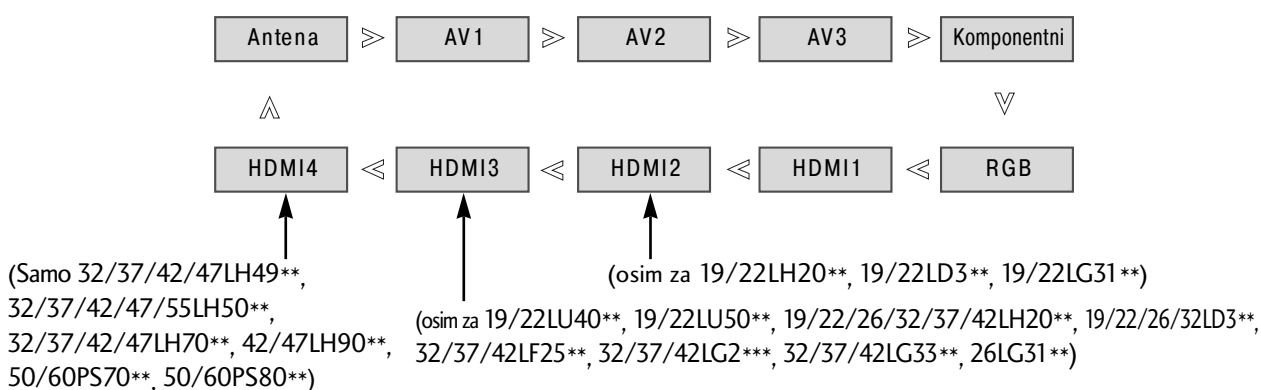 Antena AV1 AV2 AV3 Komponentni
HDMI4 HDMI3 HDMI2 HDMI1 RGB
(Samo 32/37/42/47LH49**,
32/37/42/47/55LH50**,
32/37/42/47LH70**, 42/47LH90**,
50/60PS70**, 50/60PS80**)
(osim za 19/22LH20**, 19/22LD3**, 19/22LG31**)
(osim za 19/22LU40**, 19/22LU50**, 19/22/26/32/37/42LH20**, 19/22/26/32LD3**,
32/37/42LF25**, 32/37/42LG2***, 32/37/42LG33**, 26LG31**)